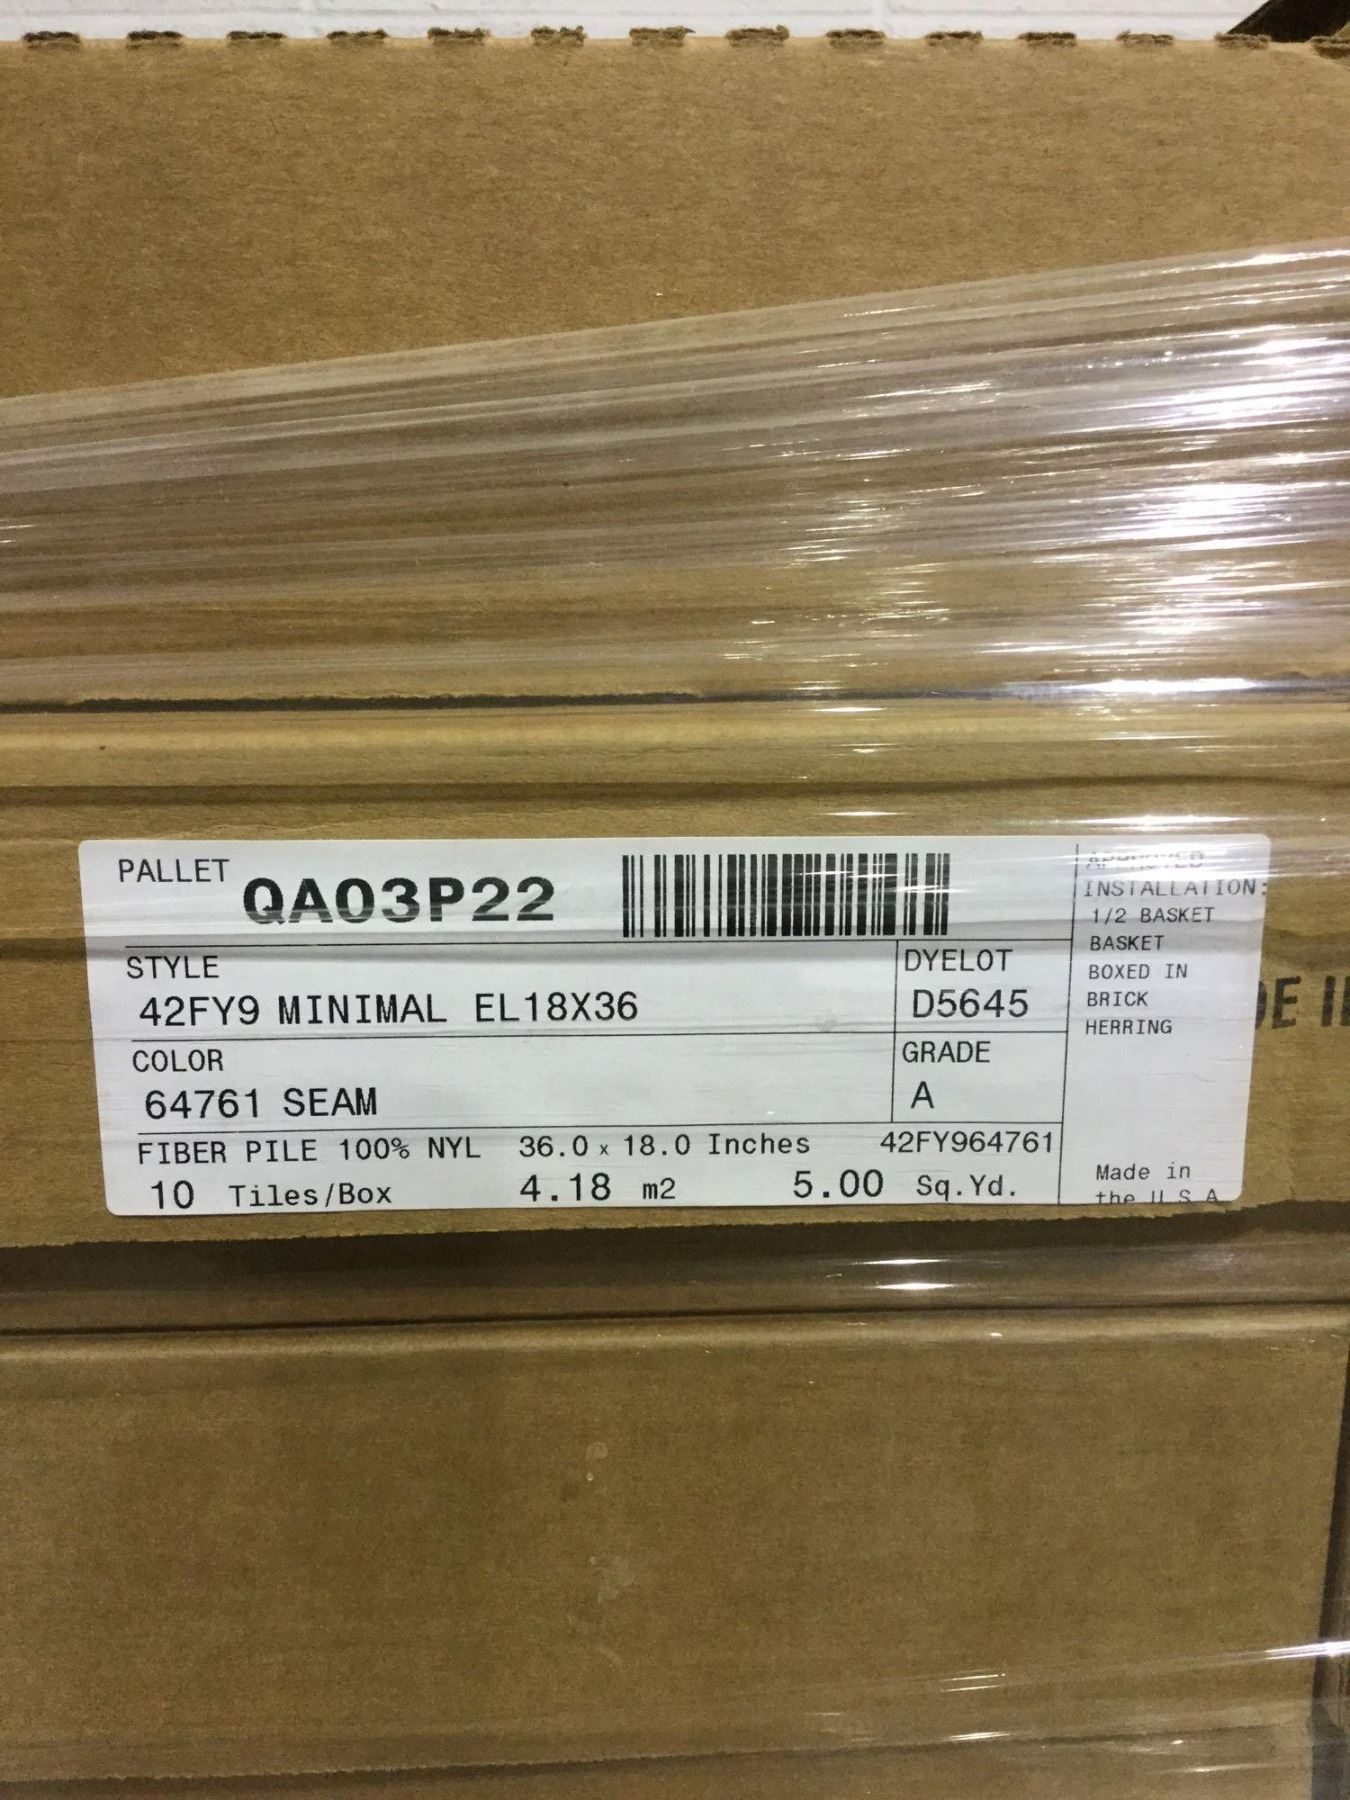 PALLET QA03P22
STYLE
42FY9 MINIMAL EL18X36
DYELOT
D5645
COLOR
64761 SEAM
GRADE
A
FIBER PILE 100% NYL 36.0 x 18.0 Inches 42FY964761
10 Tiles/Box 4.18 m2 5.00 Sq.Yd.
APPROVED
INSTALLATION:
1/2 BASKET
BASKET
BOXED IN
BRICK
HERRING
Made in
the U S A